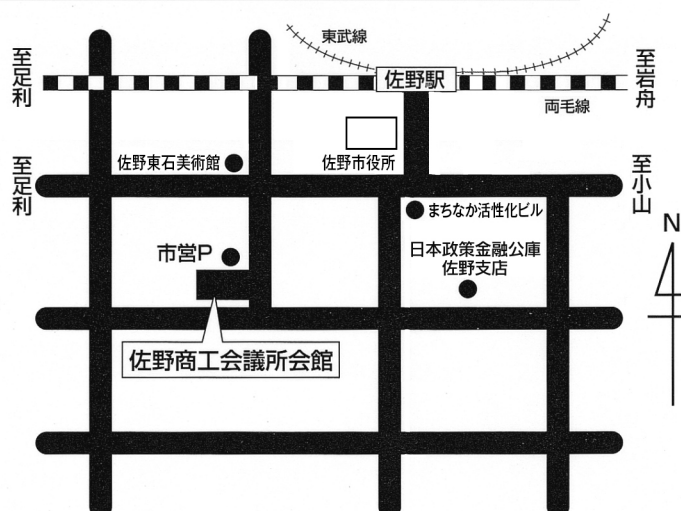 東武線
至足利
佐野駅
至岩舟
両毛線
佐野市役所
佐野東石美術館
至足利
至小山
まちなか活性化ビル
N
市営P
日本政策金融公庫
佐野支店
佐野商工会議所会館